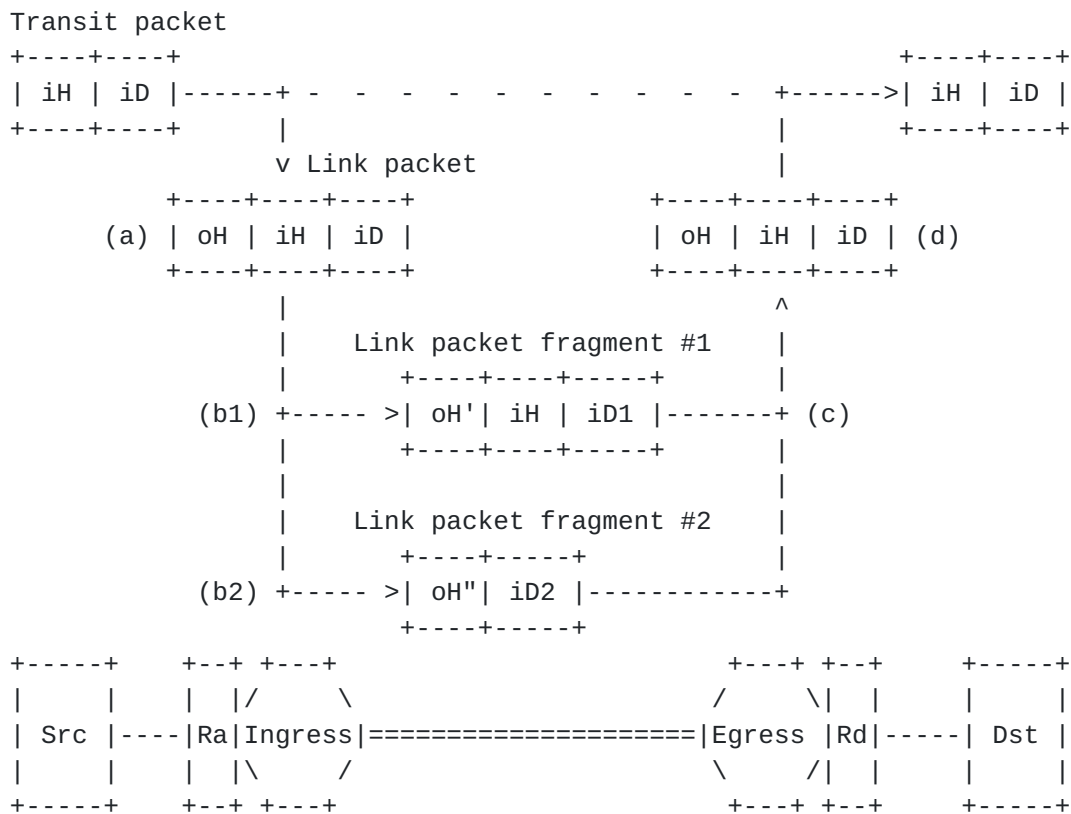 Transit packet
+----+----+                                              +----+----+
| iH | iD |------+ -  -  -  -  -  -  -  -  -  -  +------>| iH | iD |
+----+----+      |                               |       +----+----+
                 v Link packet                   |
          +----+----+----+               +----+----+----+
      (a) | oH | iH | iD |               | oH | iH | iD | (d)
          +----+----+----+               +----+----+----+
                 |                               ^
                 |    Link packet fragment #1    |
                 |       +----+----+-----+       |
            (b1) +----- >| oH'| iH | iD1 |-------+ (c)
                 |       +----+----+-----+       |
                 |                               |
                 |    Link packet fragment #2    |
                 |       +----+-----+            |
            (b2) +----- >| oH"| iD2 |------------+
                         +----+-----+
+-----+    +--+ +---+                         +---+ +--+     +-----+
|     |    |  |/     \                       /     \|  |     |     |
| Src |----|Ra|Ingress|=====================|Egress |Rd|-----| Dst |
|     |    |  |\     /                       \     /|  |     |     |
+-----+    +--+ +---+                         +---+ +--+     +-----+